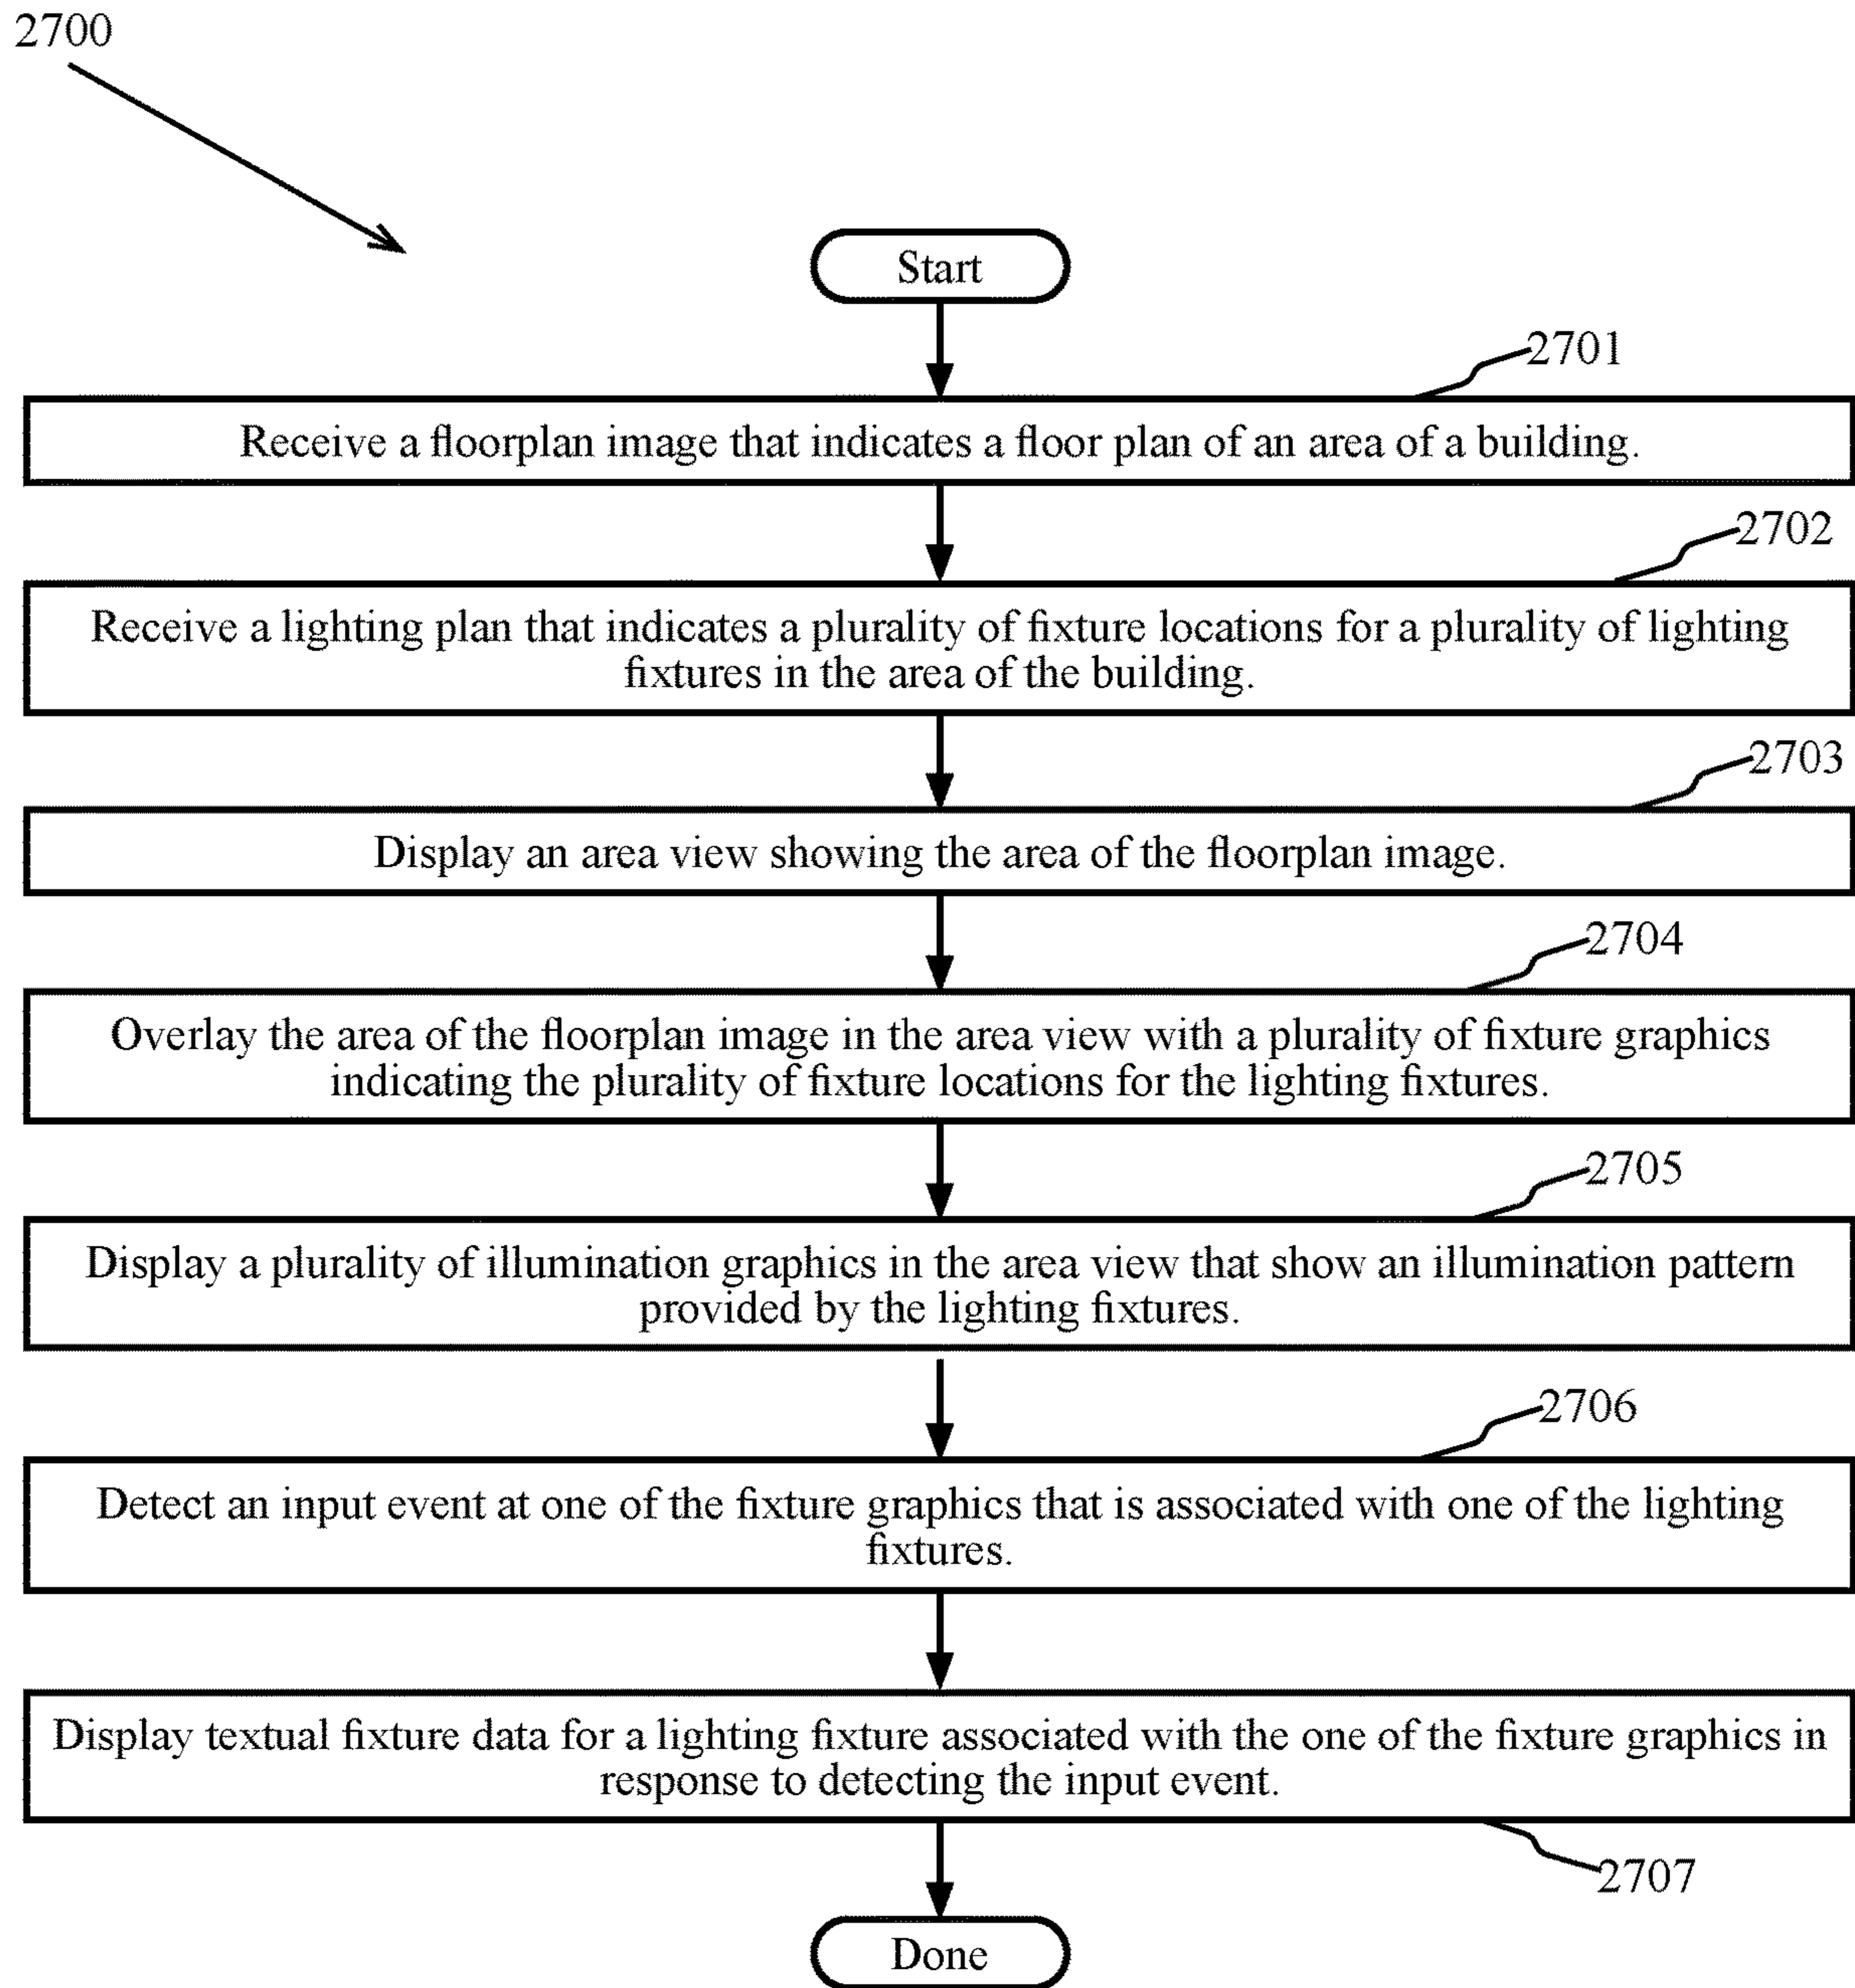 2700
Start
2701
Receive a floorplan image that indicates a floor plan of an area of a building.
2702
Receive a lighting plan that indicates a plurality of fixture locations for a plurality of lighting
fixtures in the area of the building.
2703
Display an area view showing the area of the floorplan image.
2704
Overlay the area of the floorplan image in the area view with a plurality of fixture graphics
indicating the plurality of fixture locations for the lighting fixtures.
2705
Display a plurality of illumination graphics in the area view that show an illumination pattern
provided by the lighting fixtures.
2706
Detect an input event at one of the fixture graphics that is associated with one of the lighting
fixtures.
Display textual fixture data for a lighting fixture associated with the one of the fixture graphics in
response to detecting the input event.
2707
Done